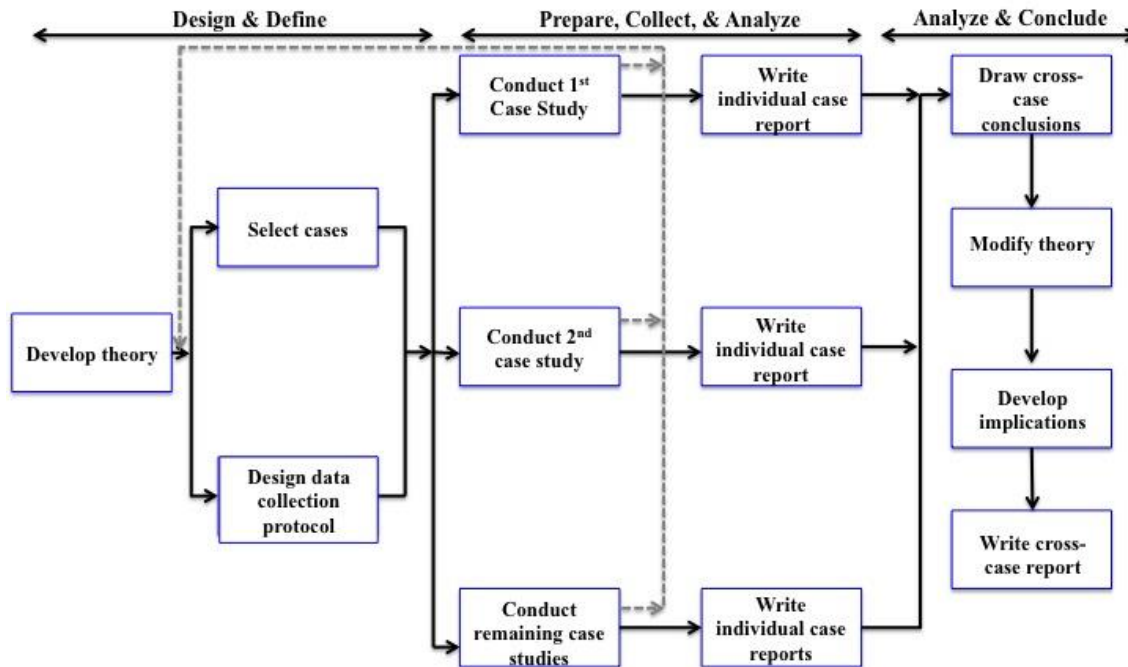 Design & Define
Prepare, Collect, & Analyze
Analyze & Conclude
Develop theory
Select cases
Design data
collection
protocol
Conduct 1st
Case Study
Write
individual case
report
Conduct 2nd
case study
Write
individual case
report
Conduct
remaining case
studies
Write
individual case
reports
Draw cross-
case
conclusions
Modify theory
Develop
implications
Write cross-
case report